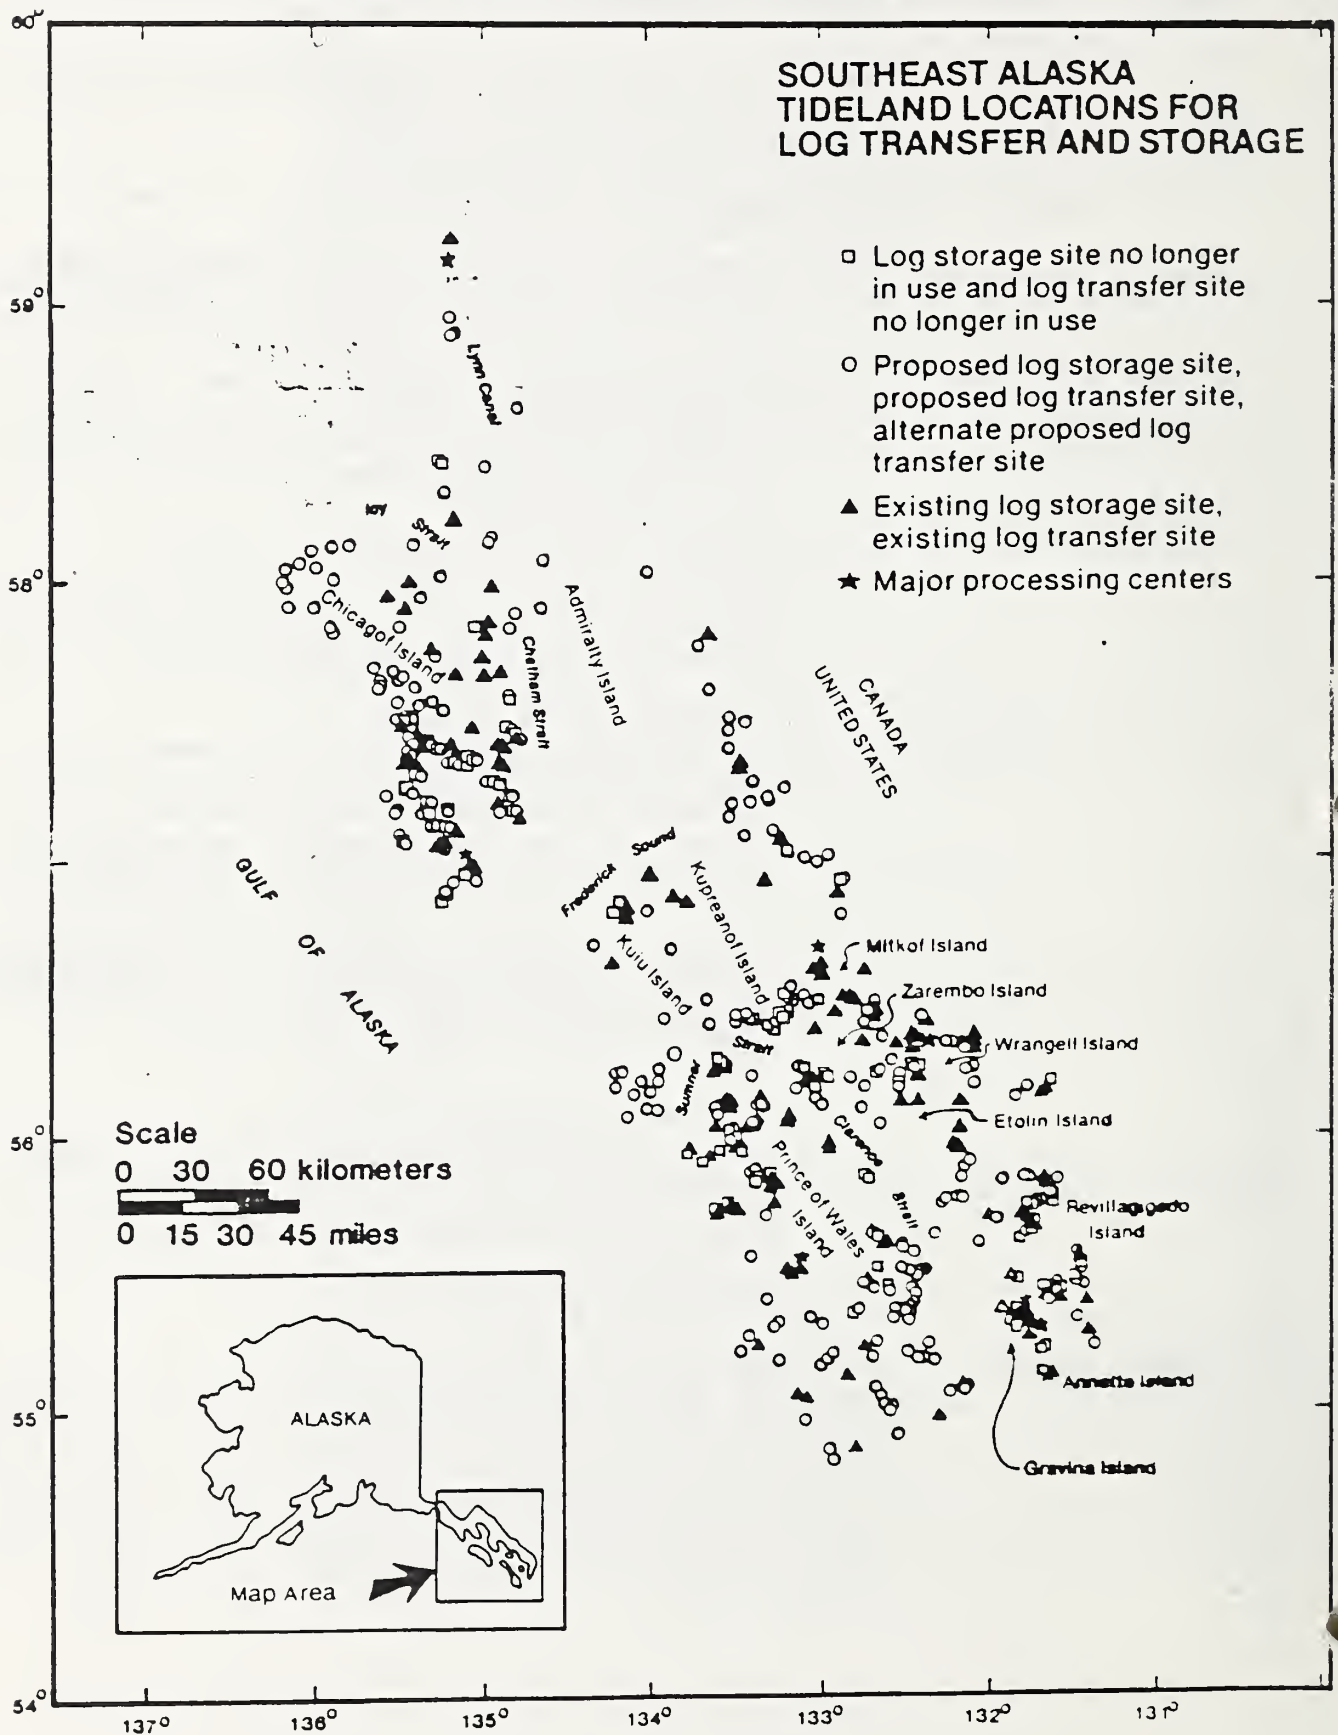 60°
SOUTHEAST ALASKA
TIDELAND LOCATIONS FOR
LOG TRANSFER AND STORAGE
Log storage site no longer
in use and log transfer site
no longer in use
Proposed log storage site,
proposed log transfer site,
alternate proposed log
transfer site
Existing log storage site,
existing log transfer site
Major processing centers
59°
Lynn Canal
Icy Strait
58°
Chicagof Island
Admiralty Island
Chatham Strait
CANADA
UNITED STATES
GULF OF ALASKA
Frederick Sound
Kupreanof Island
Kuiu Island
Mitkof Island
Zarembo Island
Wrangell Island
Sumner Strait
Etolin Island
56°
Clarence Strait
Prince of Wales
Island
Revillagigedo
Island
Annette Island
Gravina Island
Scale
0 30 60 kilometers
0 15 30 45 miles
ALASKA
Map Area
55°
54°
137° 136° 135° 134° 133° 132° 131°